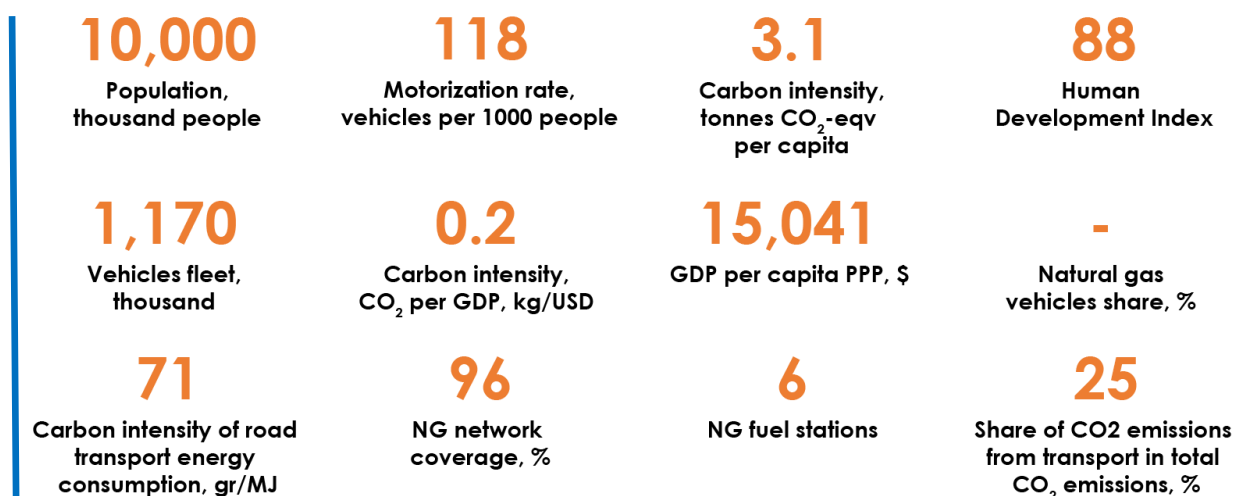 10,000
Population,
thousand people
118
Motorization rate,
vehicles per 1000 people
3.1
Carbon intensity,
tonnes CO₂-eqv
per capita
88
Human
Development Index
1,170
Vehicles fleet,
thousand
0.2
Carbon intensity,
CO₂ per GDP, kg/USD
15,041
GDP per capita PPP, $
-
Natural gas
vehicles share, %
71
Carbon intensity of road
transport energy
consumption, gr/MJ
96
NG network
coverage, %
6
NG fuel stations
25
Share of CO2 emissions
from transport in total
CO₂ emissions, %